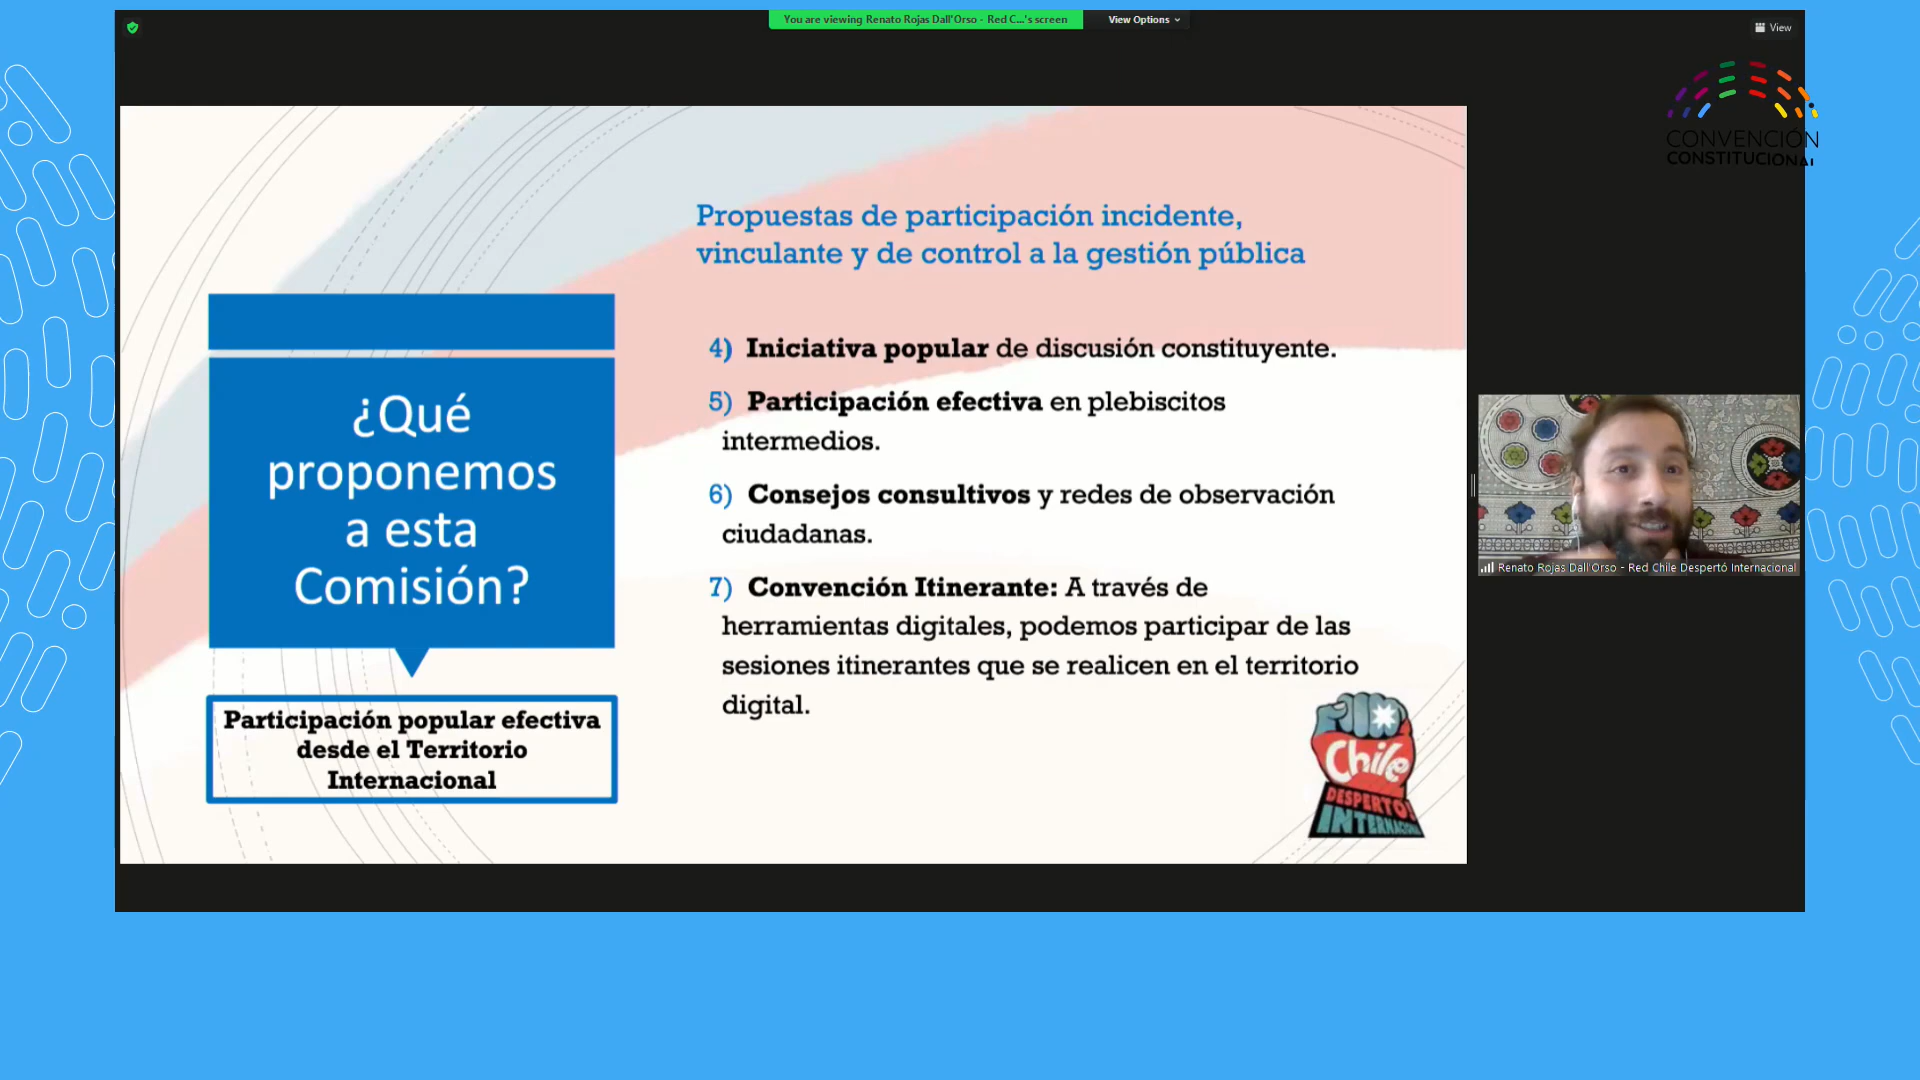 You are viewing Renato Rojas Dall'Orso - Red C...'s screen
View Options
View
CONVENCIÓN
CONSTITUCIONAL
Propuestas de participación incidente,
vinculante y de control a la gestión pública
¿Qué
proponemos
a esta
Comisión?
Participación popular efectiva
desde el Territorio
Internacional
4) Iniciativa popular de discusión constituyente.
5) Participación efectiva en plebiscitos
intermedios.
6) Consejos consultivos y redes de observación
ciudadanas.
7) Convención Itinerante: A través de
herramientas digitales, podemos participar de las
sesiones itinerantes que se realicen en el territorio
digital.
Chile
DESPERTÓ
INTERNACIONAL
Renato Rojas Dall'Orso - Red Chile Despertó Internacional